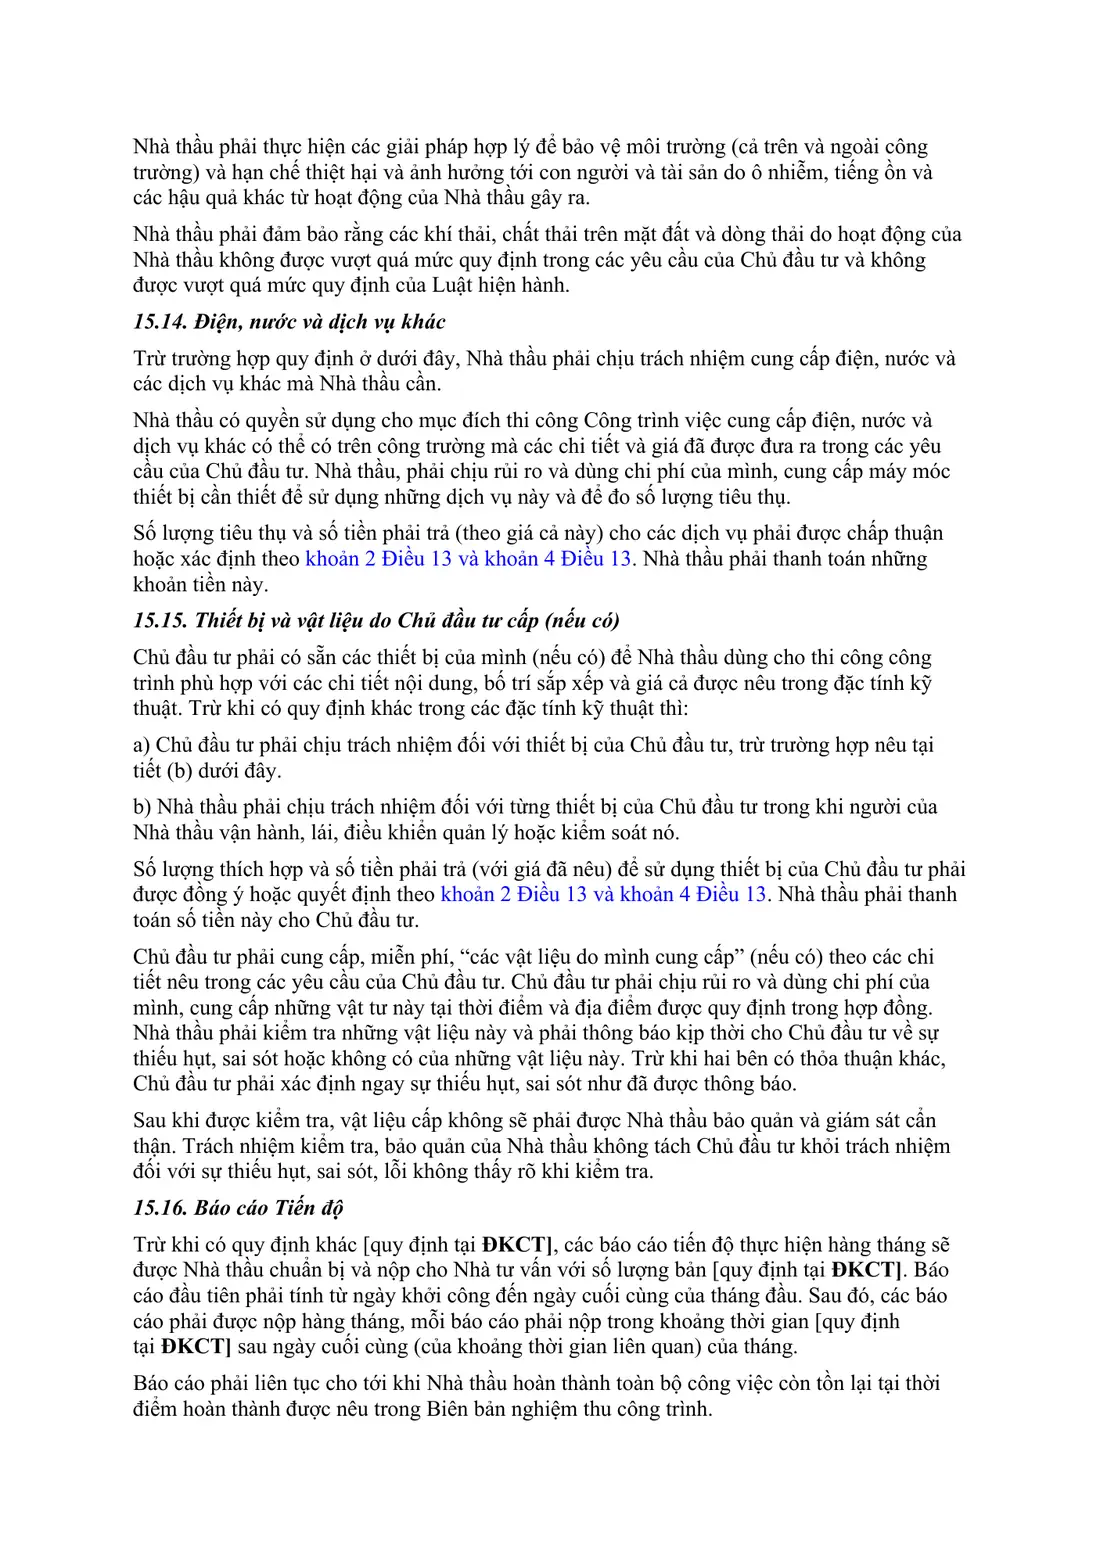 Nhà thầu phải thực hiện các giải pháp hợp lý để bảo vệ môi trường (cả trên và ngoài công
trường) và hạn chế thiệt hại và ảnh hưởng tới con người và tài sản do ô nhiễm, tiếng ồn và
các hậu quả khác từ hoạt động của Nhà thầu gây ra.
Nhà thầu phải đảm bảo rằng các khí thải, chất thải trên mặt đất và dòng thải do hoạt động của
Nhà thầu không được vượt quá mức quy định trong các yêu cầu của Chủ đầu tư và không
được vượt quá mức quy định của Luật hiện hành.
15.14. Điện, nước và dịch vụ khác
Trừ trường hợp quy định ở dưới đây, Nhà thầu phải chịu trách nhiệm cung cấp điện, nước và
các dịch vụ khác mà Nhà thầu cần.
Nhà thầu có quyền sử dụng cho mục đích thi công Công trình việc cung cấp điện, nước và
dịch vụ khác có thể có trên công trường mà các chi tiết và giá đã được đưa ra trong các yêu
cầu của Chủ đầu tư. Nhà thầu, phải chịu rủi ro và dùng chi phí của mình, cung cấp máy móc
thiết bị cần thiết để sử dụng những dịch vụ này và để đo số lượng tiêu thụ.
Số lượng tiêu thụ và số tiền phải trả (theo giá cả này) cho các dịch vụ phải được chấp thuận
hoặc xác định theo khoản 2 Điều 13 và khoản 4 Điều 13. Nhà thầu phải thanh toán những
khoản tiền này.
15.15. Thiết bị và vật liệu do Chủ đầu tư cấp (nếu có)
Chủ đầu tư phải có sẵn các thiết bị của mình (nếu có) để Nhà thầu dùng cho thi công công
trình phù hợp với các chi tiết nội dung, bố trí sắp xếp và giá cả được nêu trong đặc tính kỹ
thuật. Trừ khi có quy định khác trong các đặc tính kỹ thuật thì:
a) Chủ đầu tư phải chịu trách nhiệm đối với thiết bị của Chủ đầu tư, trừ trường hợp nêu tại
tiết (b) dưới đây.
b) Nhà thầu phải chịu trách nhiệm đối với từng thiết bị của Chủ đầu tư trong khi người của
Nhà thầu vận hành, lái, điều khiển quản lý hoặc kiểm soát nó.
Số lượng thích hợp và số tiền phải trả (với giá đã nêu) để sử dụng thiết bị của Chủ đầu tư phải
được đồng ý hoặc quyết định theo khoản 2 Điều 13 và khoản 4 Điều 13. Nhà thầu phải thanh
toán số tiền này cho Chủ đầu tư.
Chủ đầu tư phải cung cấp, miễn phí, “các vật liệu do mình cung cấp” (nếu có) theo các chi
tiết nêu trong các yêu cầu của Chủ đầu tư. Chủ đầu tư phải chịu rủi ro và dùng chi phí của
mình, cung cấp những vật tư này tại thời điểm và địa điểm được quy định trong hợp đồng.
Nhà thầu phải kiểm tra những vật liệu này và phải thông báo kịp thời cho Chủ đầu tư về sự
thiếu hụt, sai sót hoặc không có của những vật liệu này. Trừ khi hai bên có thỏa thuận khác,
Chủ đầu tư phải xác định ngay sự thiếu hụt, sai sót như đã được thông báo.
Sau khi được kiểm tra, vật liệu cấp không sẽ phải được Nhà thầu bảo quản và giám sát cẩn
thận. Trách nhiệm kiểm tra, bảo quản của Nhà thầu không tách Chủ đầu tư khỏi trách nhiệm
đối với sự thiếu hụt, sai sót, lỗi không thấy rõ khi kiểm tra.
15.16. Báo cáo Tiến độ
Trừ khi có quy định khác [quy định tại ĐKCT], các báo cáo tiến độ thực hiện hàng tháng sẽ
được Nhà thầu chuẩn bị và nộp cho Nhà tư vấn với số lượng bản [quy định tại ĐKCT]. Báo
cáo đầu tiên phải tính từ ngày khởi công đến ngày cuối cùng của tháng đầu. Sau đó, các báo
cáo phải được nộp hàng tháng, mỗi báo cáo phải nộp trong khoảng thời gian [quy định
tại ĐKCT] sau ngày cuối cùng (của khoảng thời gian liên quan) của tháng.
Báo cáo phải liên tục cho tới khi Nhà thầu hoàn thành toàn bộ công việc còn tồn lại tại thời
điểm hoàn thành được nêu trong Biên bản nghiệm thu công trình.